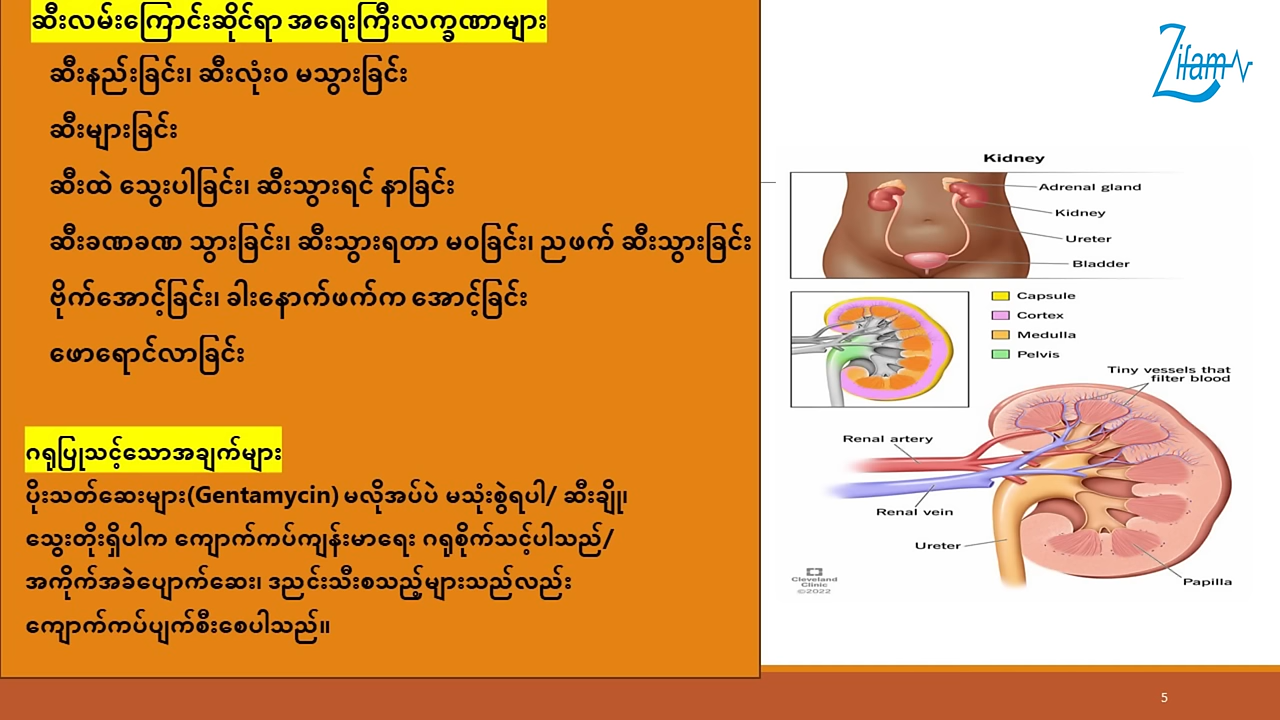 ဆီးလမ်းကြောင်းဆိုင်ရာ အရေးကြီးလက္ခဏာများ
ဆီးနည်းခြင်း၊ ဆီးလုံးဝ မသွားခြင်း
ဆီးများခြင်း
ဆီးထဲ သွေးပါခြင်း၊ ဆီးသွားရင် နာခြင်း
ဆီးခဏခဏ သွားခြင်း၊ ဆီးသွားရတာ မဝခြင်း၊ ညဖက် ဆီးသွားခြင်း
ဗိုက်အောင့်ခြင်း၊ ခါးနောက်ဖက်က အောင့်ခြင်း
ဖောရောင်လာခြင်း
ဂရုပြုသင့်သောအချက်များ
ပိုးသတ်ဆေးများ(Gentamycin) မလိုအပ်ပဲ မသုံးစွဲရပါ/ ဆီးချို၊
သွေးတိုးရှိပါက ကျောက်ကပ်ကျန်းမာရေး ဂရုစိုက်သင့်ပါသည်/
အကိုက်အခဲပျောက်ဆေး၊ ဒညင်းသီးစသည့်များသည်လည်း
ကျောက်ကပ်ပျက်စီးစေပါသည်။
Zifam
Kidney
Adrenal gland
Kidney
Ureter
Bladder
Capsule
Cortex
Medulla
Pelvis
Tiny vessels that
filter blood
Renal artery
Renal vein
Ureter
Papilla
Cleveland
Clinic
©2022
5